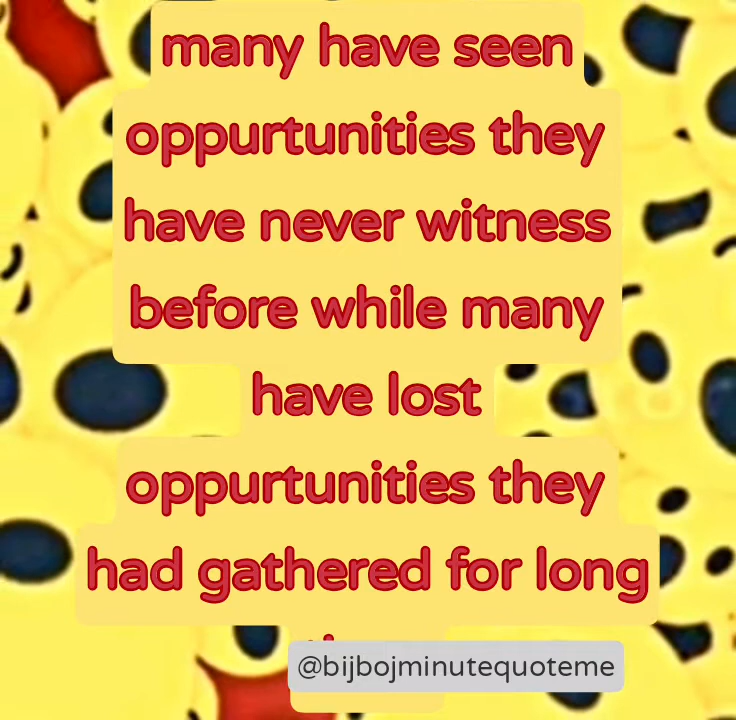 many have seen
oppurtunities they
have never witness
before while many
have lost
oppurtunities they
had gathered for long
@bijbojminutequoteme